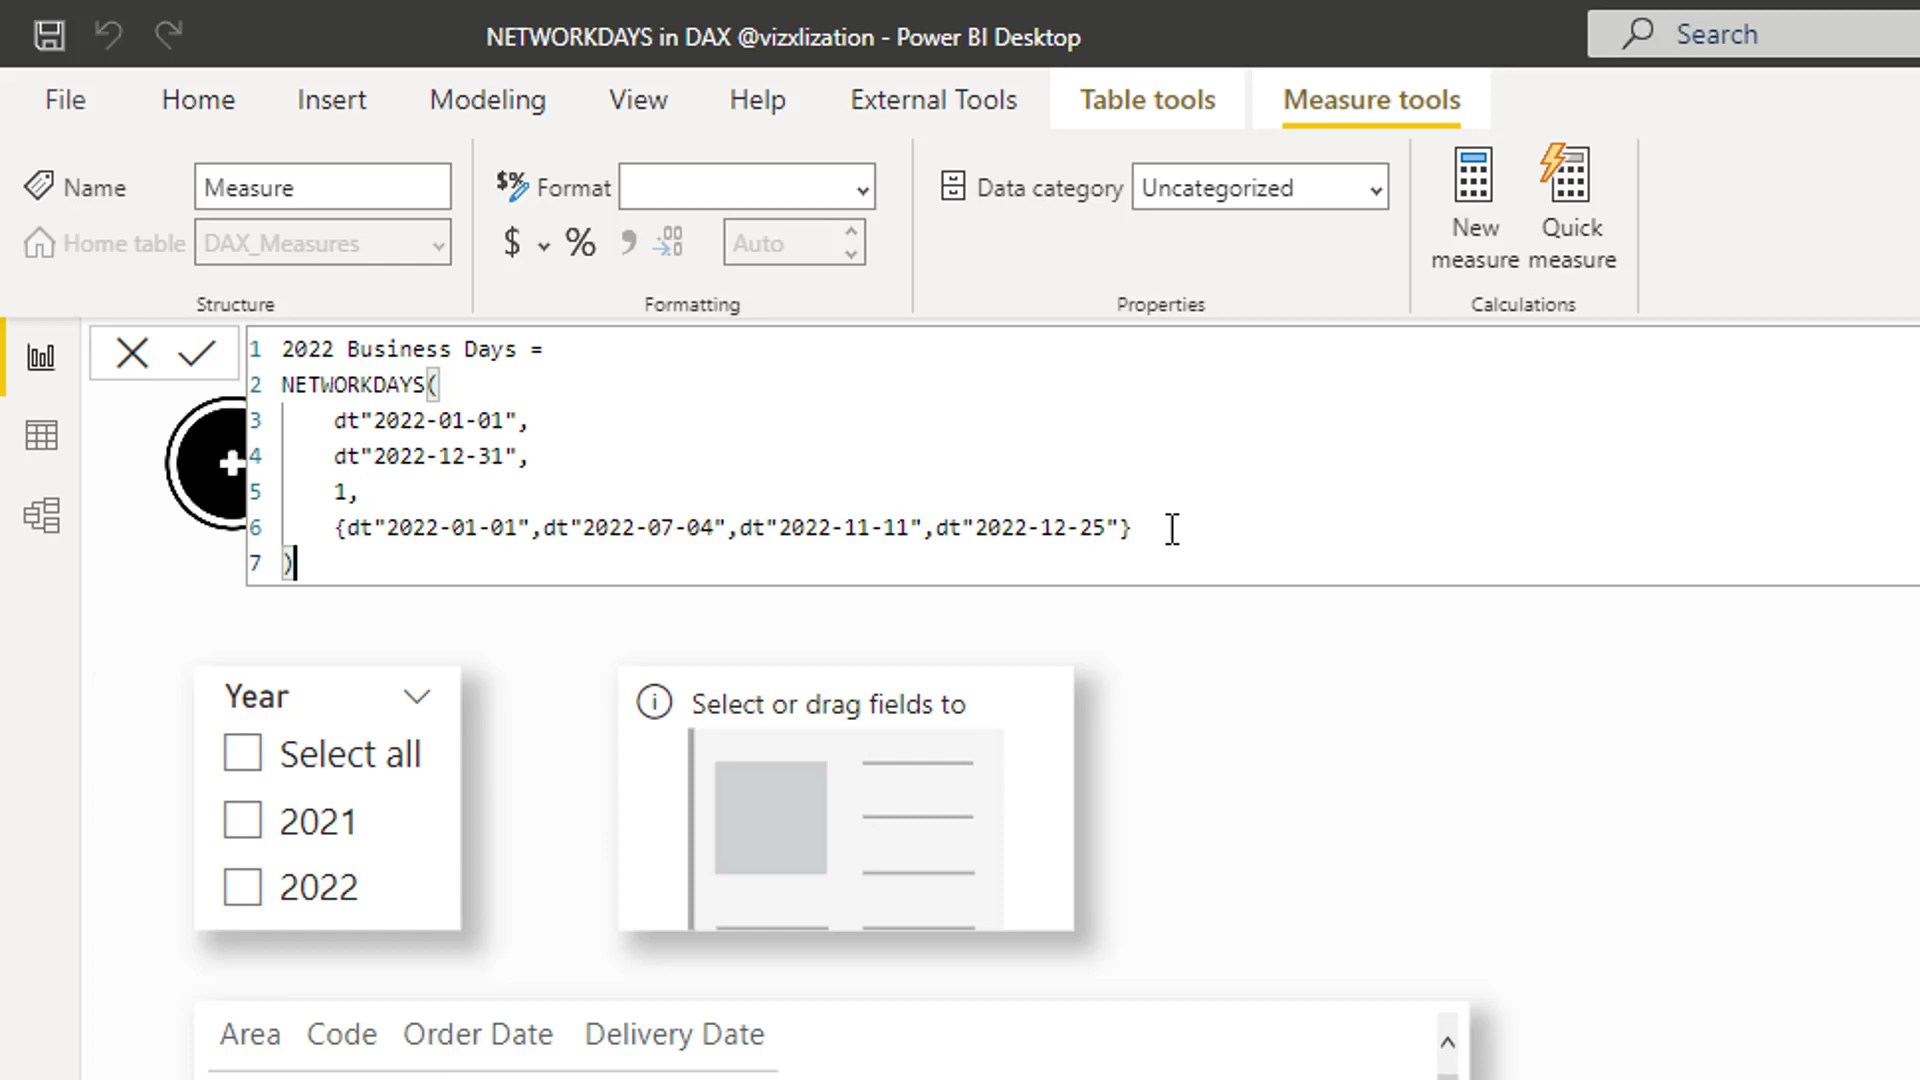 NETWORKDAYS in DAX @vizxlization - Power BI Desktop
Search
File Home Insert Modeling View Help External Tools Table tools Measure tools
Name Measure
Home table DAX_Measures
Structure
$% Format
$ % , .00
Auto
Formatting
Data category Uncategorized
Properties
New measure
Quick measure
Calculations
1 2022 Business Days =
2 NETWORKDAYS(
3 dt"2022-01-01",
4 dt"2022-12-31",
5 1,
6 {dt"2022-01-01",dt"2022-07-04",dt"2022-11-11",dt"2022-12-25"}
7 )
Year
Select all
2021
2022
Select or drag fields to
Area Code Order Date Delivery Date